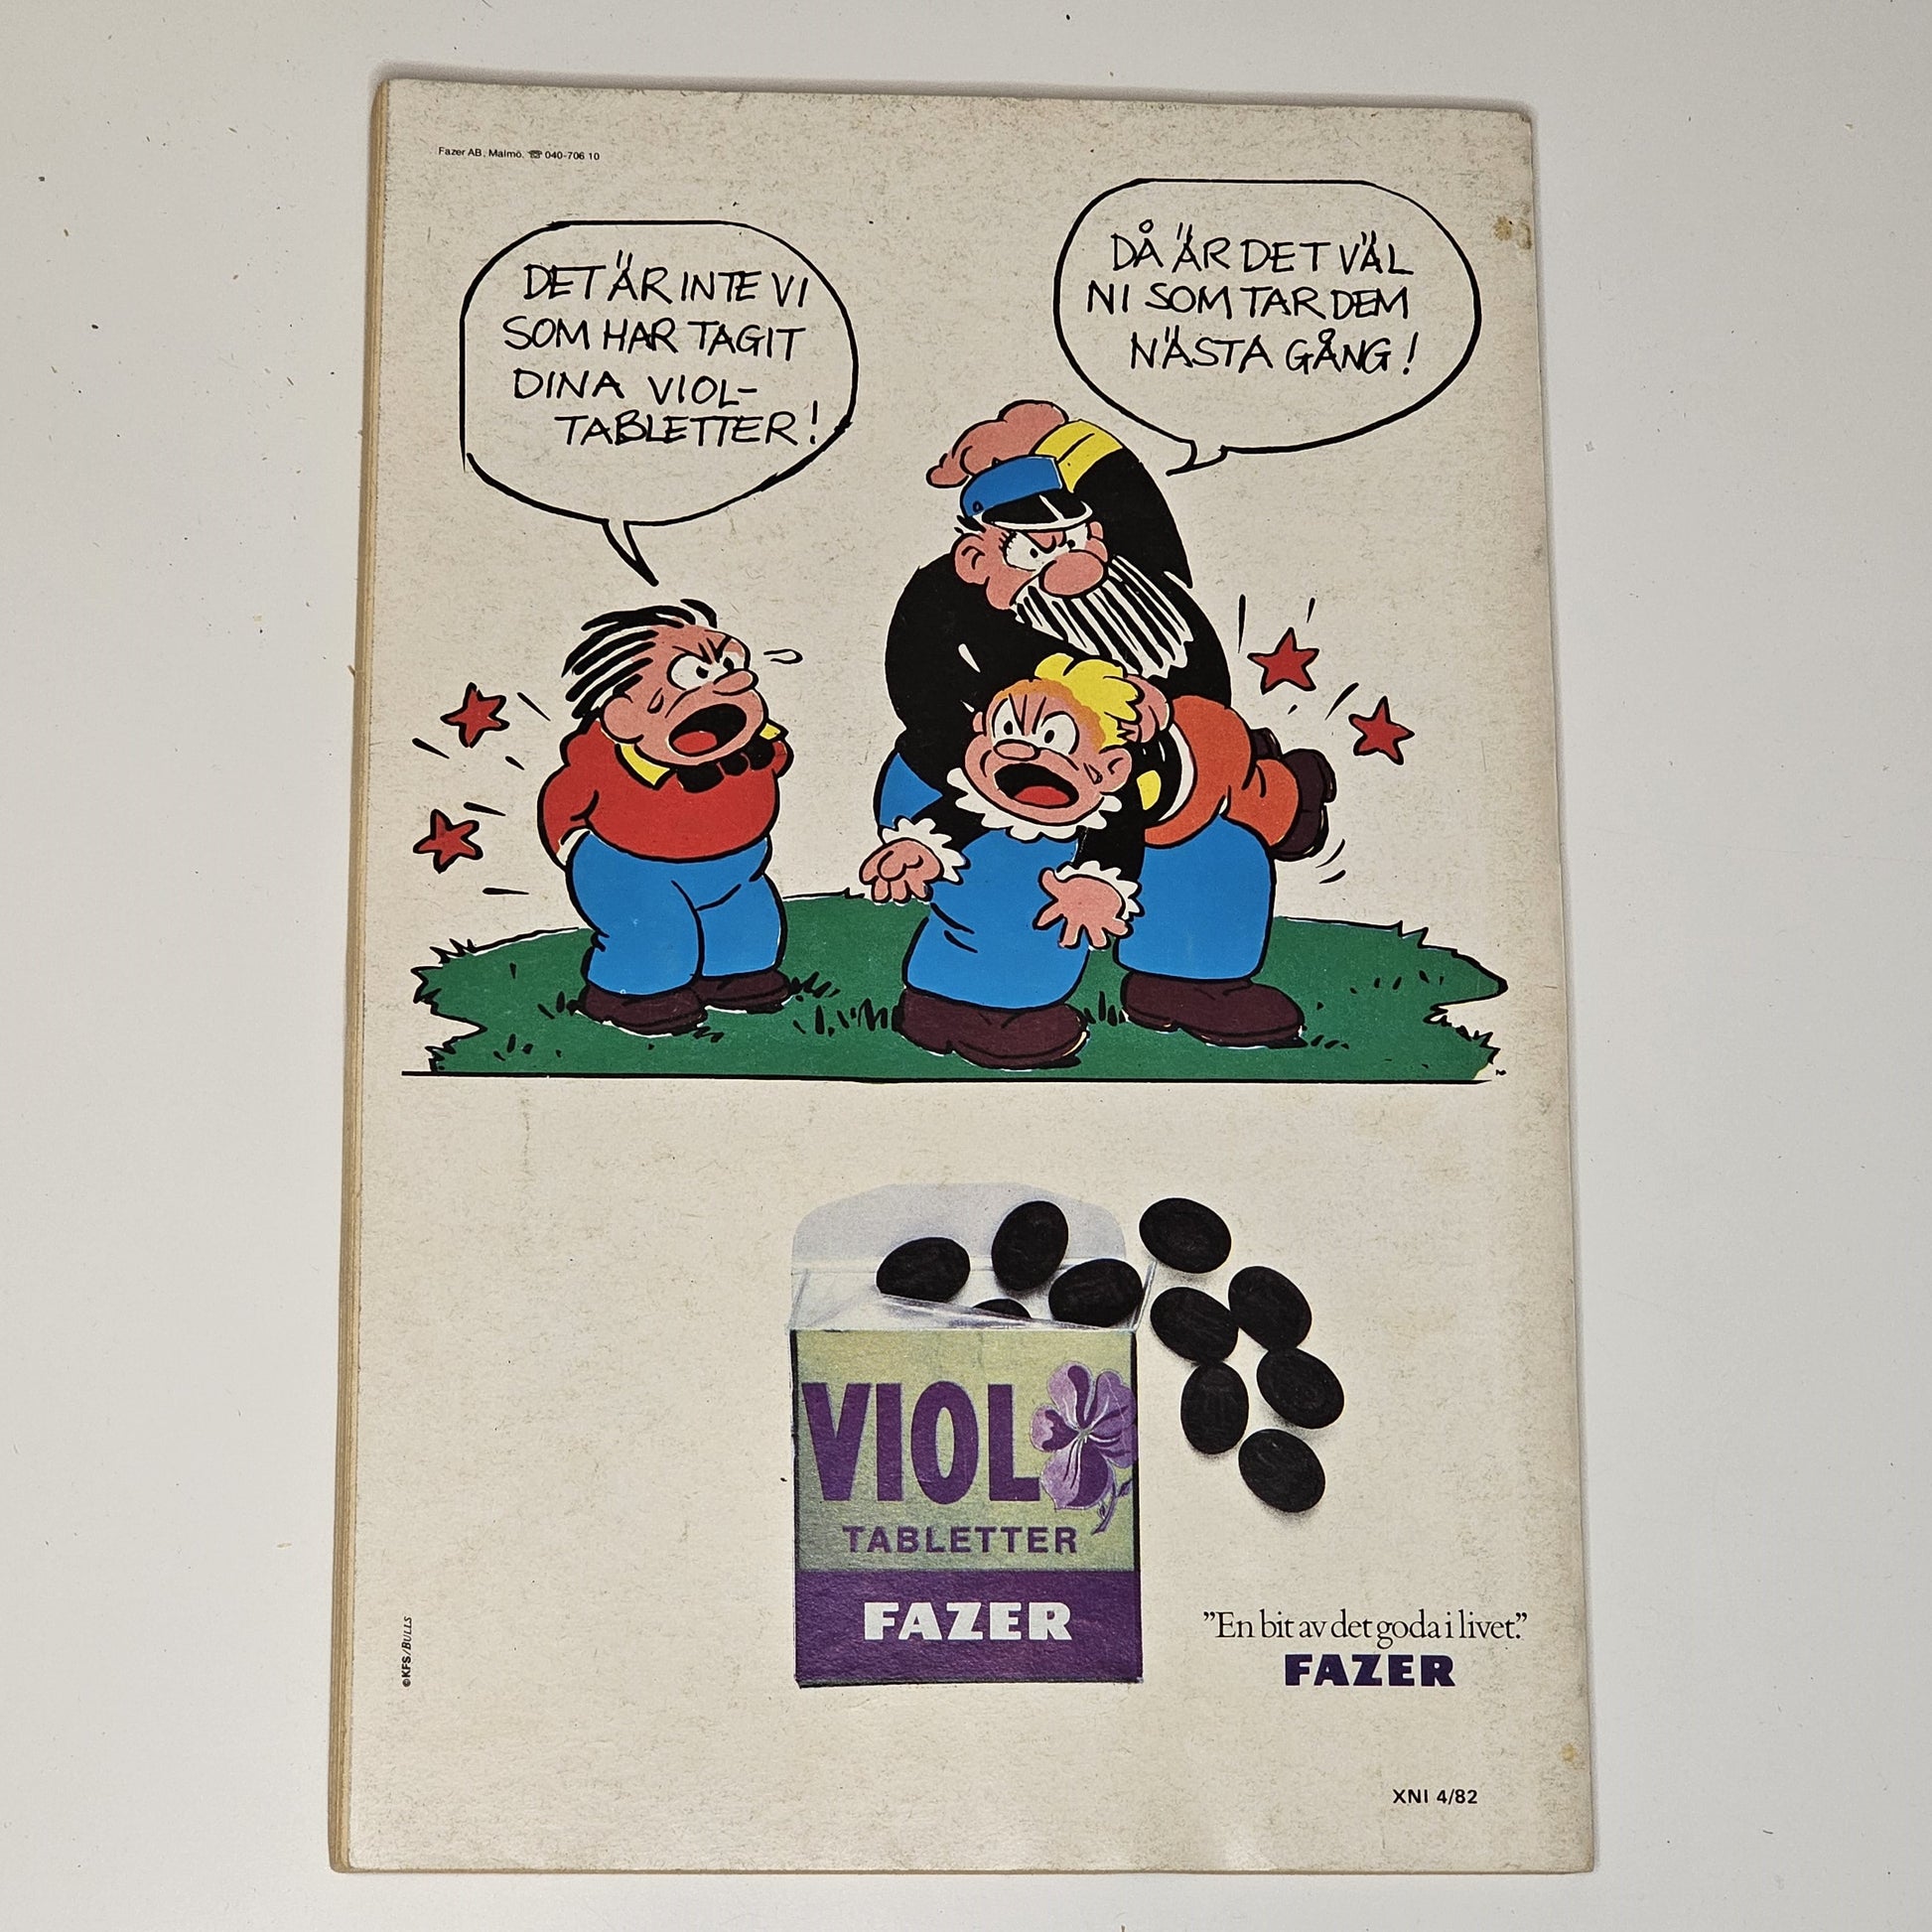 Fazer AB, Malmö. ☎ 040-706 10
DET ÄR INTE VI
SOM HAR TAGIT
DINA VIOL-
TABLETTER!
DÅ ÄR DET VÄL
NI SOM TAR DEM
NÄSTA GÅNG!
VIOL
TABLETTER
FAZER
”En bit av det goda i livet.”
FAZER
©KFS/BULLS
XNI 4/82